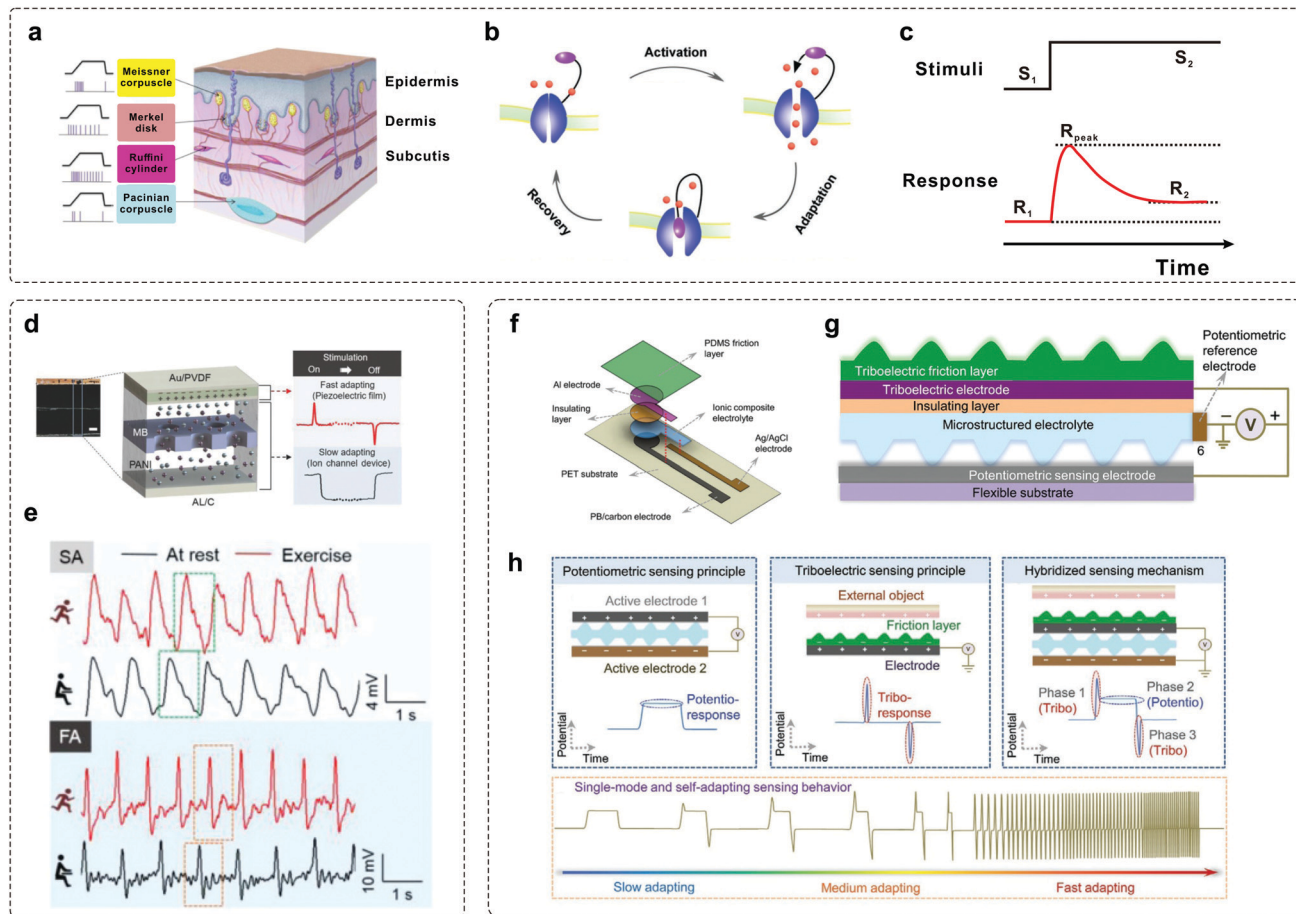 a
Meissner
corpuscle
Merkel
disk
Ruffini
cylinder
Pacinian
corpuscle
Epidermis
Dermis
Subcutis
b
Activation
Adaptation
Recovery
c
Stimuli
S1
S2
Response
Rpeak
R1
R2
Time
d
Au/PVDF
MB
PANI
AL/C
Stimulation
On
Off
Fast adapting
(Piezoelectric film)
Slow adapting
(Ion channel device)
e
SA
At rest
Exercise
4 mV
1 s
FA
10 mV
1 s
f
PDMS friction
layer
Al electrode
Insulating
layer
Ionic composite
electrolyte
Ag/AgCl
electrode
PET substrate
PB/carbon electrode
g
Potentiometric
reference
electrode
Triboelectric friction layer
Triboelectric electrode
Insulating layer
Microstructured electrolyte
Potentiometric sensing electrode
Flexible substrate
6
− V +
h
Potentiometric sensing principle
Active electrode 1
V
Active electrode 2
Potentio-
response
Potential
Time
Triboelectric sensing principle
External object
Friction layer
V
Electrode
Tribo-
response
Potential
Time
Hybridized sensing mechanism
V
Phase 1
(Tribo)
Phase 2
(Potentio)
Phase 3
(Tribo)
Potential
Time
Single-mode and self-adapting sensing behavior
Slow adapting
Medium adapting
Fast adapting